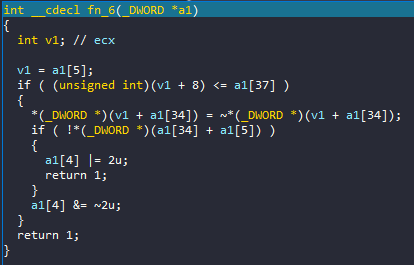 int __cdecl fn_6(_DWORD *a1)
{
  int v1; // ecx

  v1 = a1[5];
  if ( (unsigned int)(v1 + 8) <= a1[37] )
  {
    *(_DWORD *)(v1 + a1[34]) = ~*(_DWORD *)(v1 + a1[34]);
    if ( !*(_DWORD *)(a1[34] + a1[5]) )
    {
      a1[4] |= 2u;
      return 1;
    }
    a1[4] &= ~2u;
  }
  return 1;
}